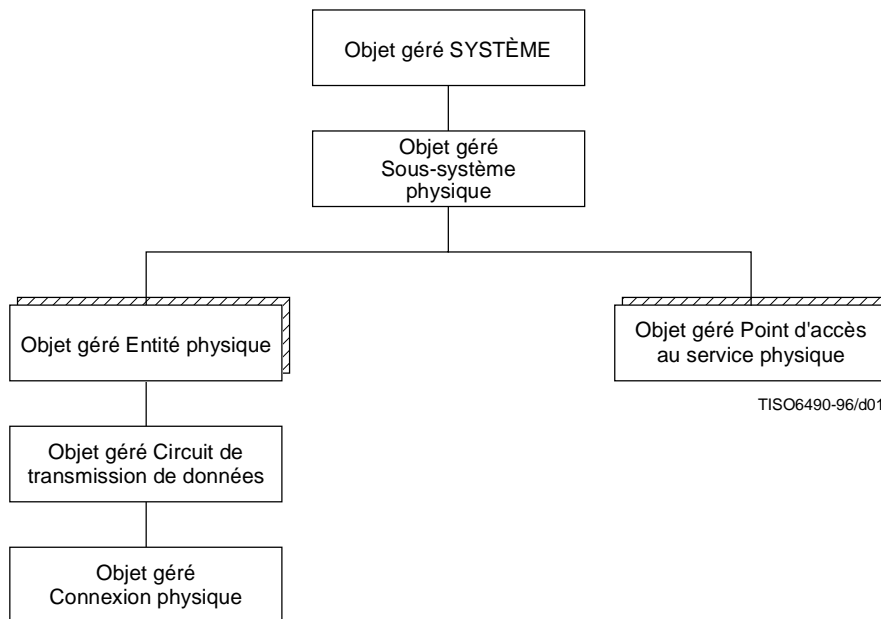 Objet géré SYSTÈME
Objet géré
Sous-système
physique
Objet géré Entité physique
Objet géré Point d'accès
au service physique
TISO6490-96/d01
Objet géré Circuit de
transmission de données
Objet géré
Connexion physique